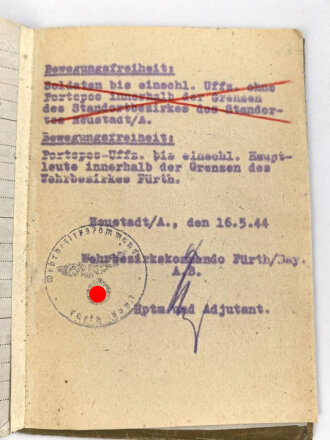 Bewegungsfreiheit:
Soldaten bis einschl. Uffz. ohne
Portepee innerhalb der Grenzen
des Standortbezirkes des Standor-
tes Neustadt/A.
Bewegungsfreiheit:
Portepee-Uffz. bis einschl. Haupt-
leute innerhalb der Grenzen des
Wehrbezirkes Fürth.
Neustadt/A., den 16.5.44
Wehrbezirkskommando Fürth/Bay.
A.B.
Hptm und Adjutant.